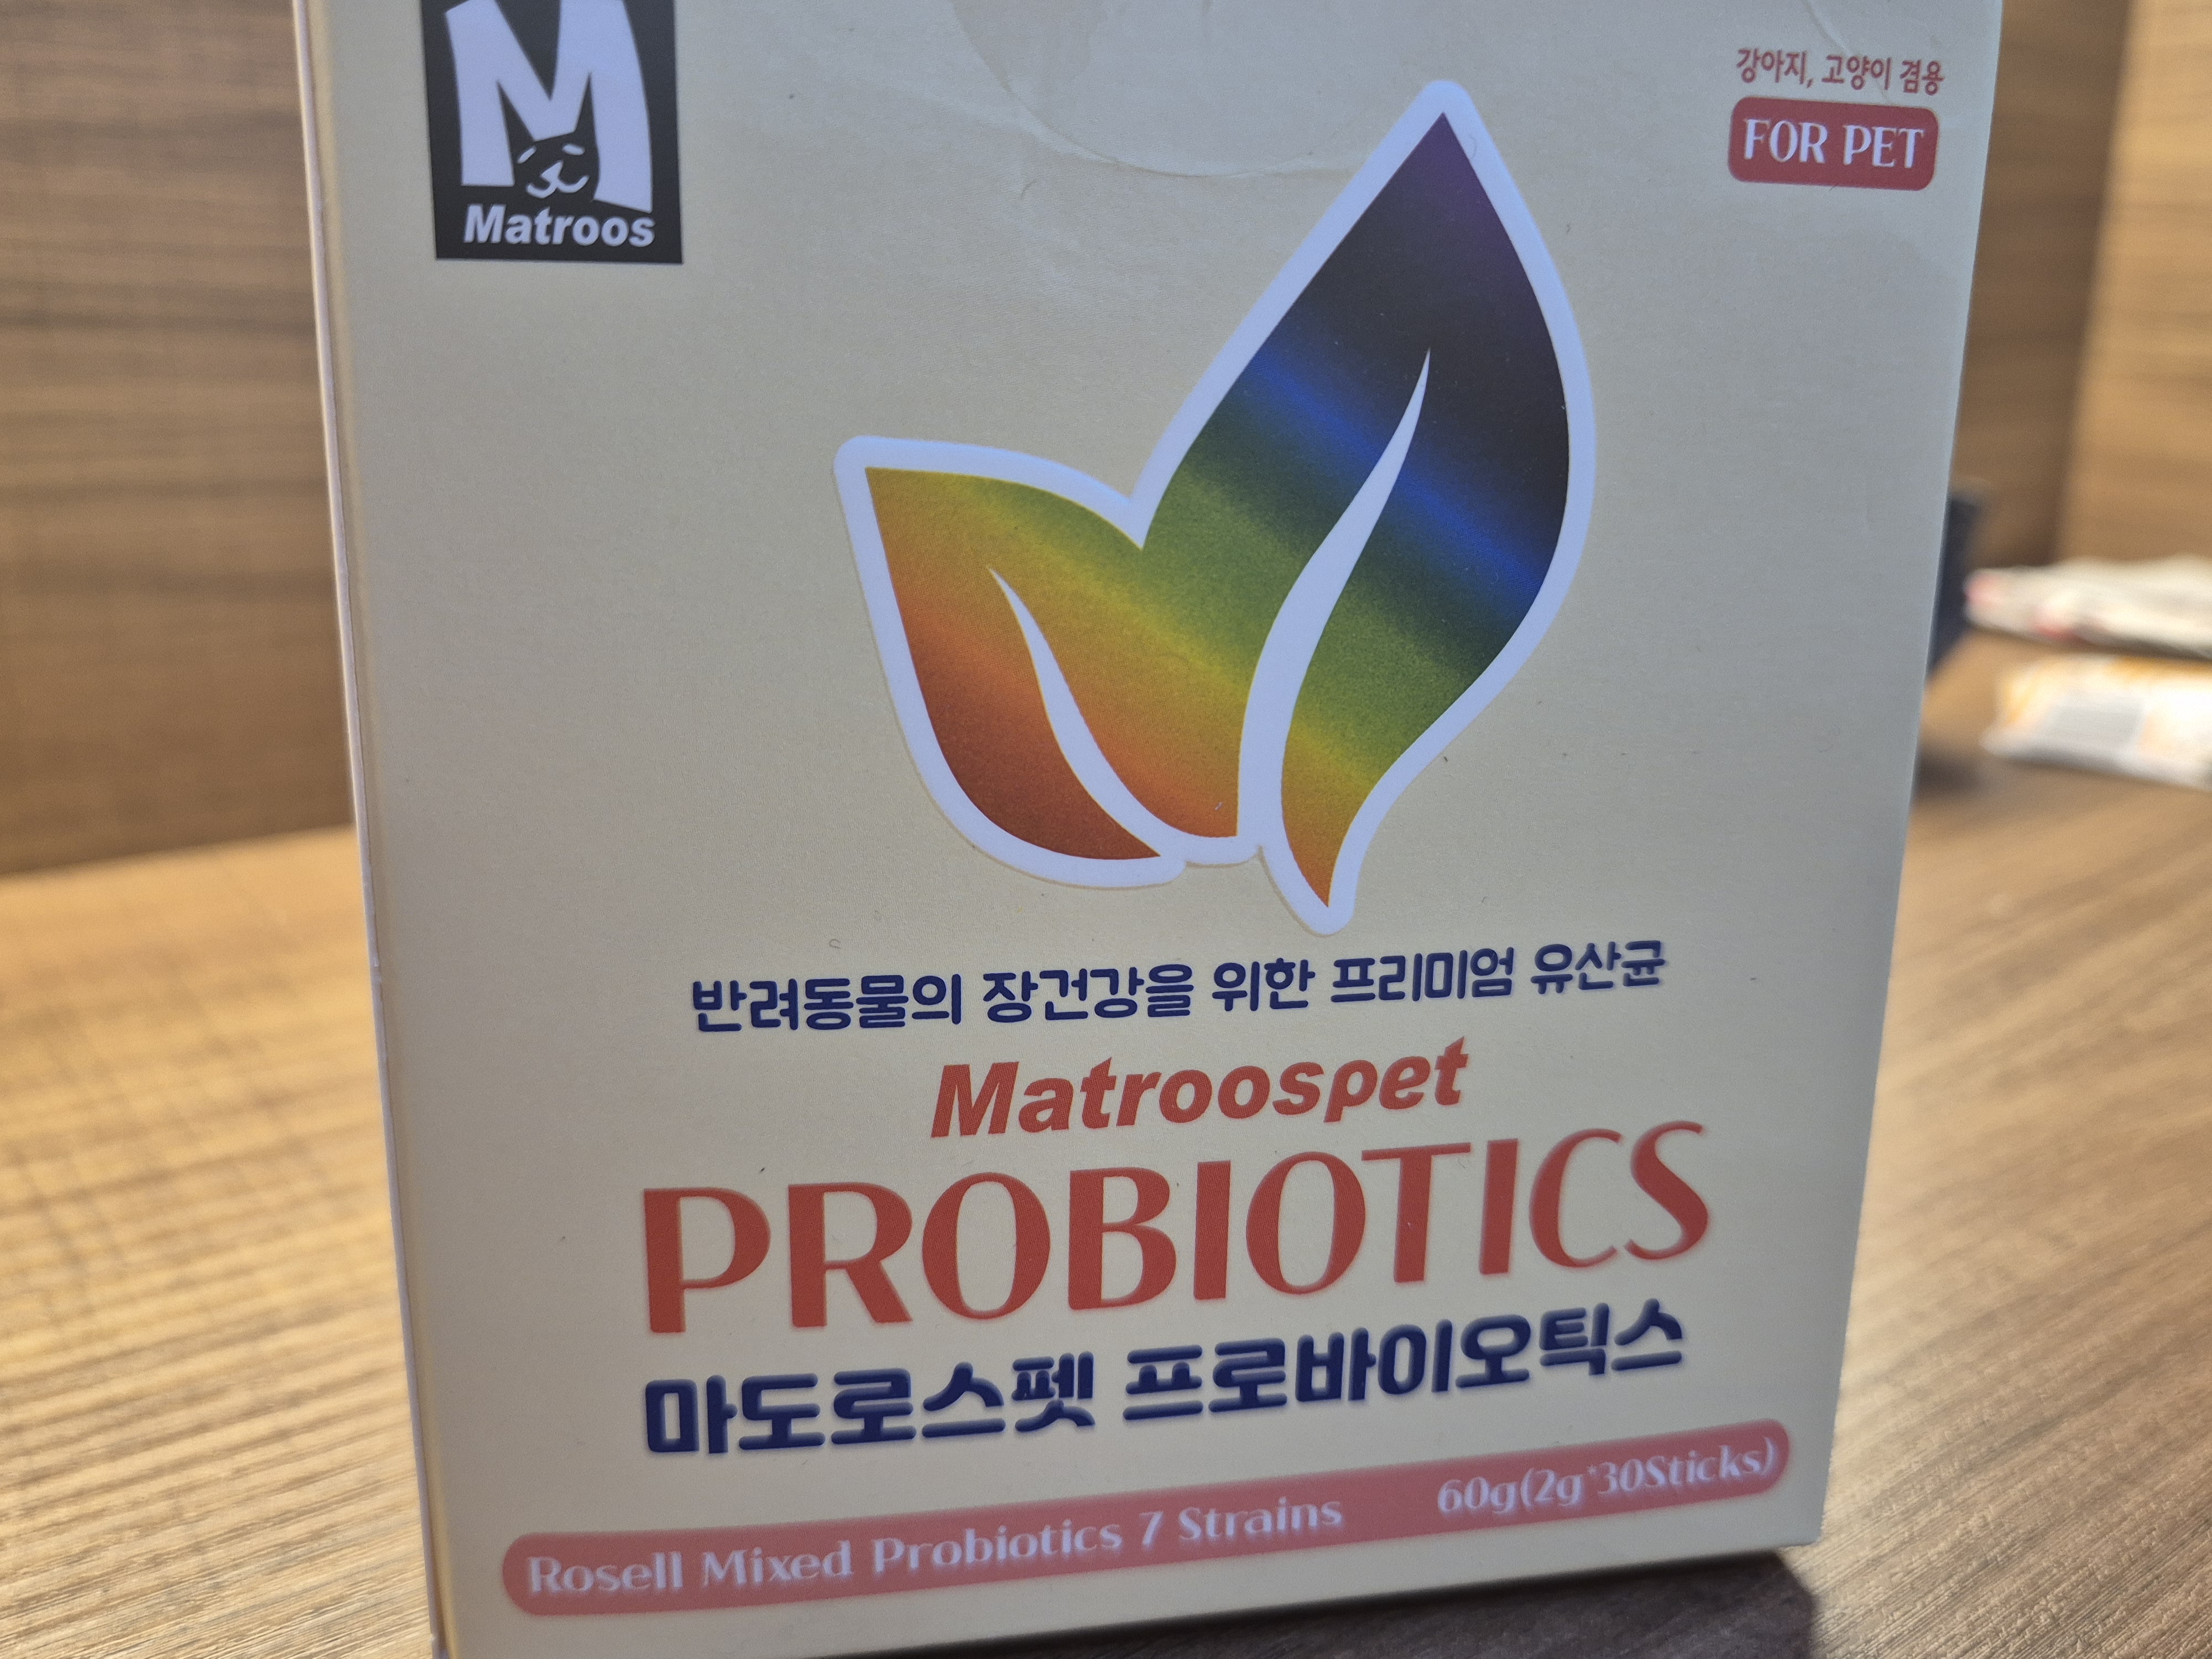 Matroos
강아지, 고양이 겸용
FOR PET
반려동물의 장건강을 위한 프리미엄 유산균
Matroospet
PROBIOTICS
마도로스펫 프로바이오틱스
Rosell Mixed Probiotics 7 Strains 60g(2g*30Sticks)